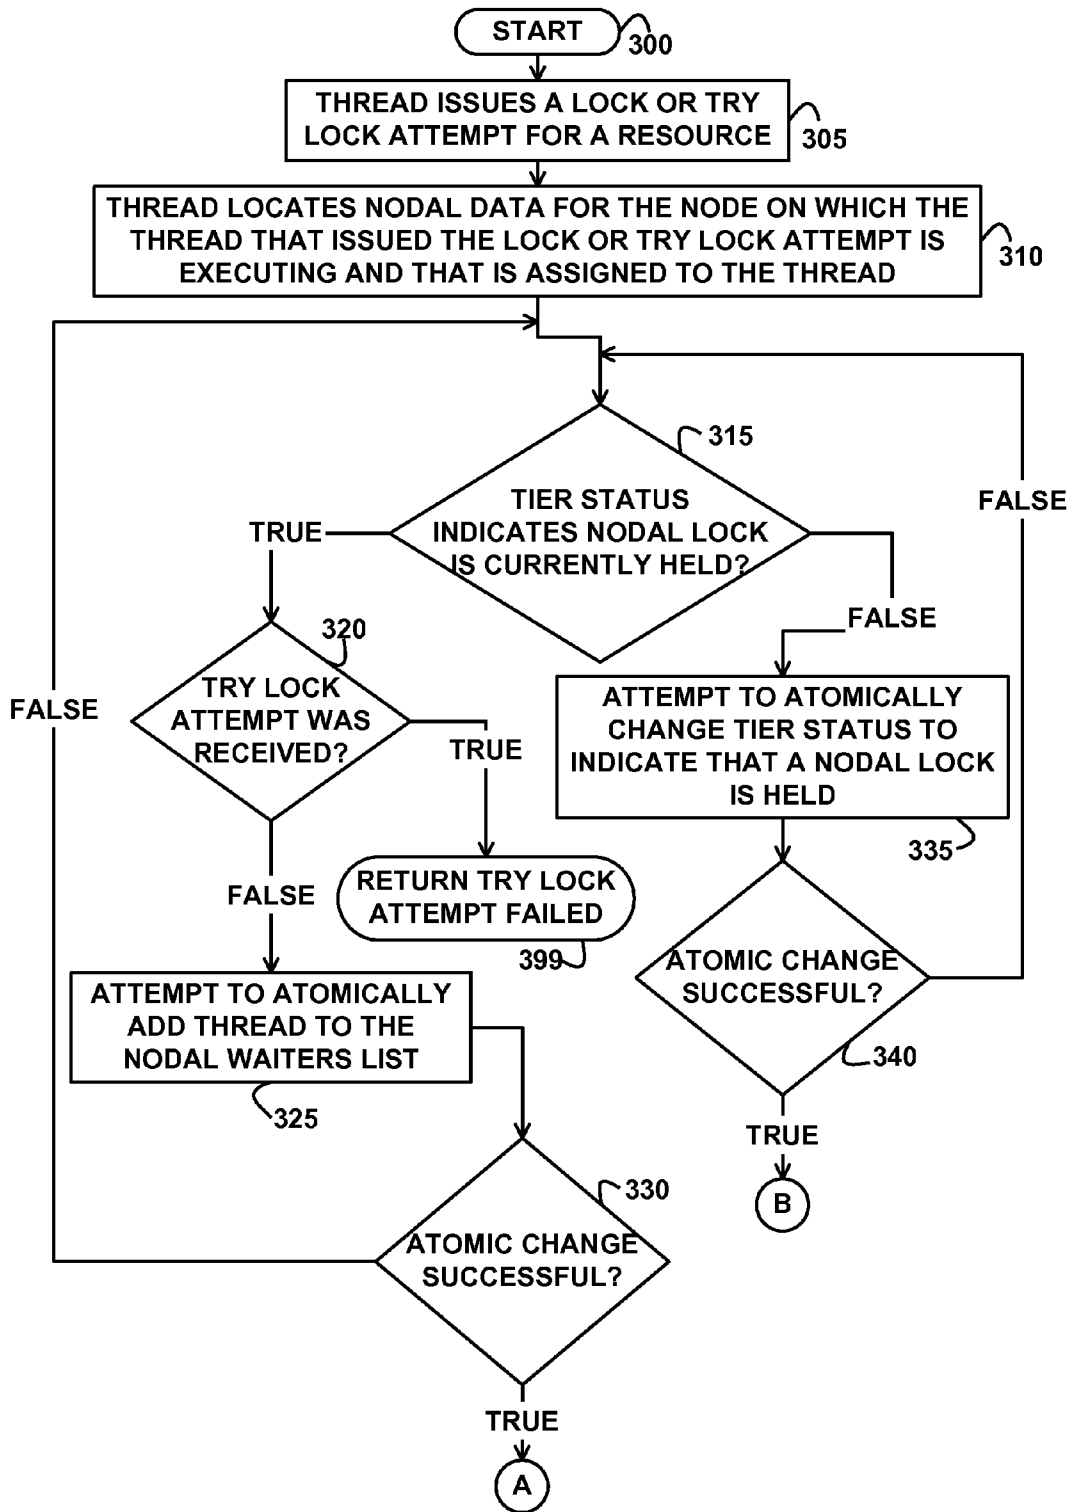 START
300
THREAD ISSUES A LOCK OR TRY
LOCK ATTEMPT FOR A RESOURCE
305
THREAD LOCATES NODAL DATA FOR THE NODE ON WHICH THE
THREAD THAT ISSUED THE LOCK OR TRY LOCK ATTEMPT IS
EXECUTING AND THAT IS ASSIGNED TO THE THREAD
310
315
TIER STATUS
INDICATES NODAL LOCK
IS CURRENTLY HELD?
TRUE
FALSE
FALSE
320
TRY LOCK
ATTEMPT WAS
RECEIVED?
FALSE
TRUE
ATTEMPT TO ATOMICALLY
CHANGE TIER STATUS TO
INDICATE THAT A NODAL LOCK
IS HELD
335
RETURN TRY LOCK
ATTEMPT FAILED
399
FALSE
ATOMIC CHANGE
SUCCESSFUL?
340
ATTEMPT TO ATOMICALLY
ADD THREAD TO THE
NODAL WAITERS LIST
325
TRUE
B
330
ATOMIC CHANGE
SUCCESSFUL?
TRUE
A